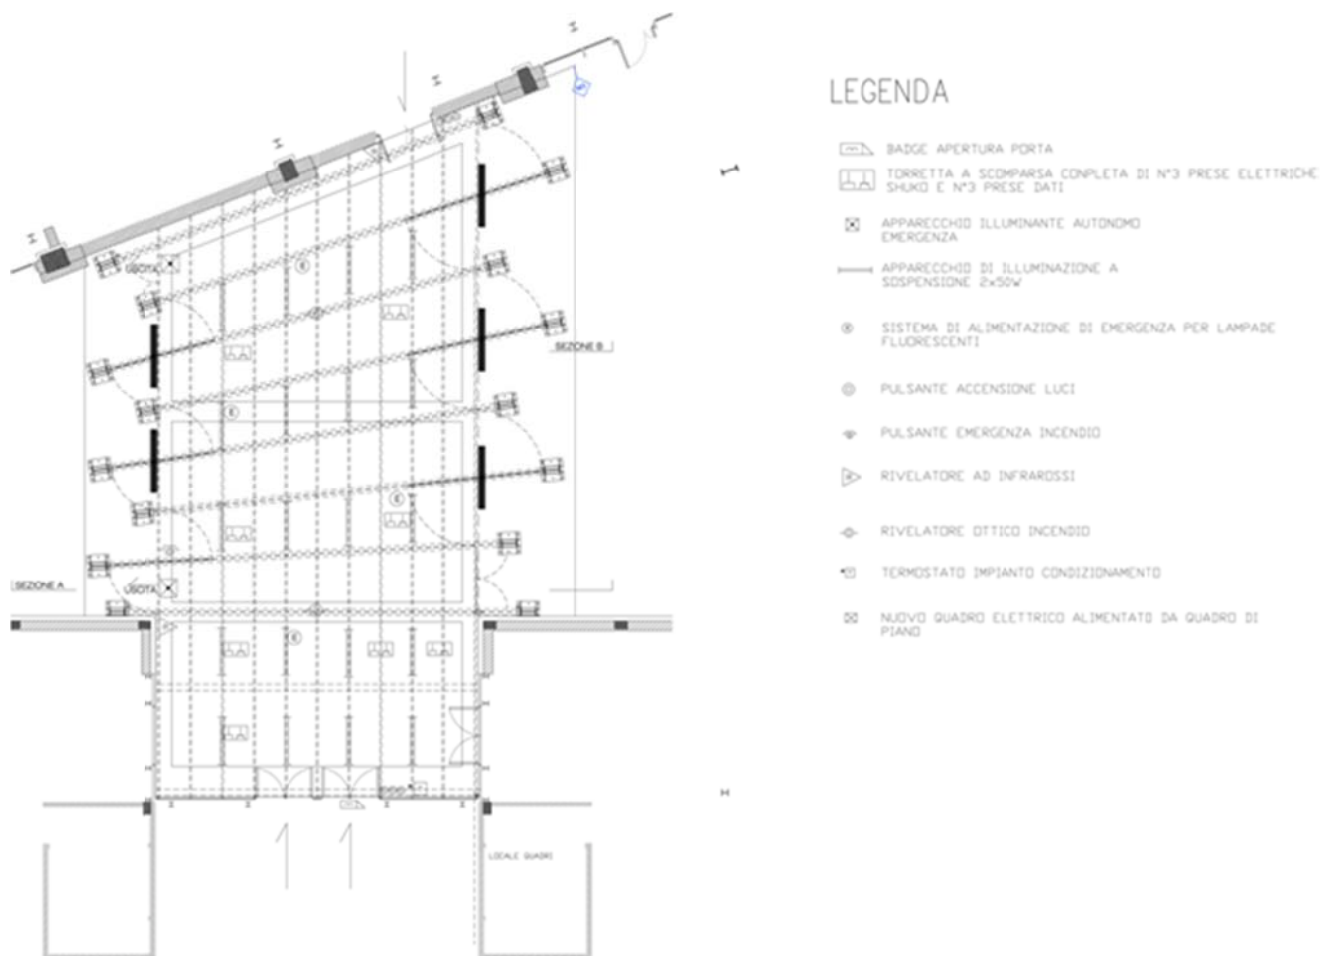 LEGENDA
BADGE APERTURA PORTA
TORRETTA A SCOMPARSA CONPLETA DI N°3 PRESE ELETTRICHE
SHUKO E N°3 PRESE DATI
APPARECCHIO ILLUMINANTE AUTONOMO
EMERGENZA
APPARECCHIO DI ILLUMINAZIONE A
SOSPENSIONE 2x50W
SISTEMA DI ALIMENTAZIONE DI EMERGENZA PER LAMPADE
FLUORESCENTI
PULSANTE ACCENSIONE LUCI
PULSANTE EMERGENZA INCENDIO
RIVELATORE AD INFRAROSSI
RIVELATORE OTTICO INCENDIO
TERMOSTATO IMPIANTO CONDIZIONAMENTO
NUOVO QUADRO ELETTRICO ALIMENTATO DA QUADRO DI
PIANO
USCITA
SEZIONE B
SEZIONE A
USCITA
LOCALE QUADRI